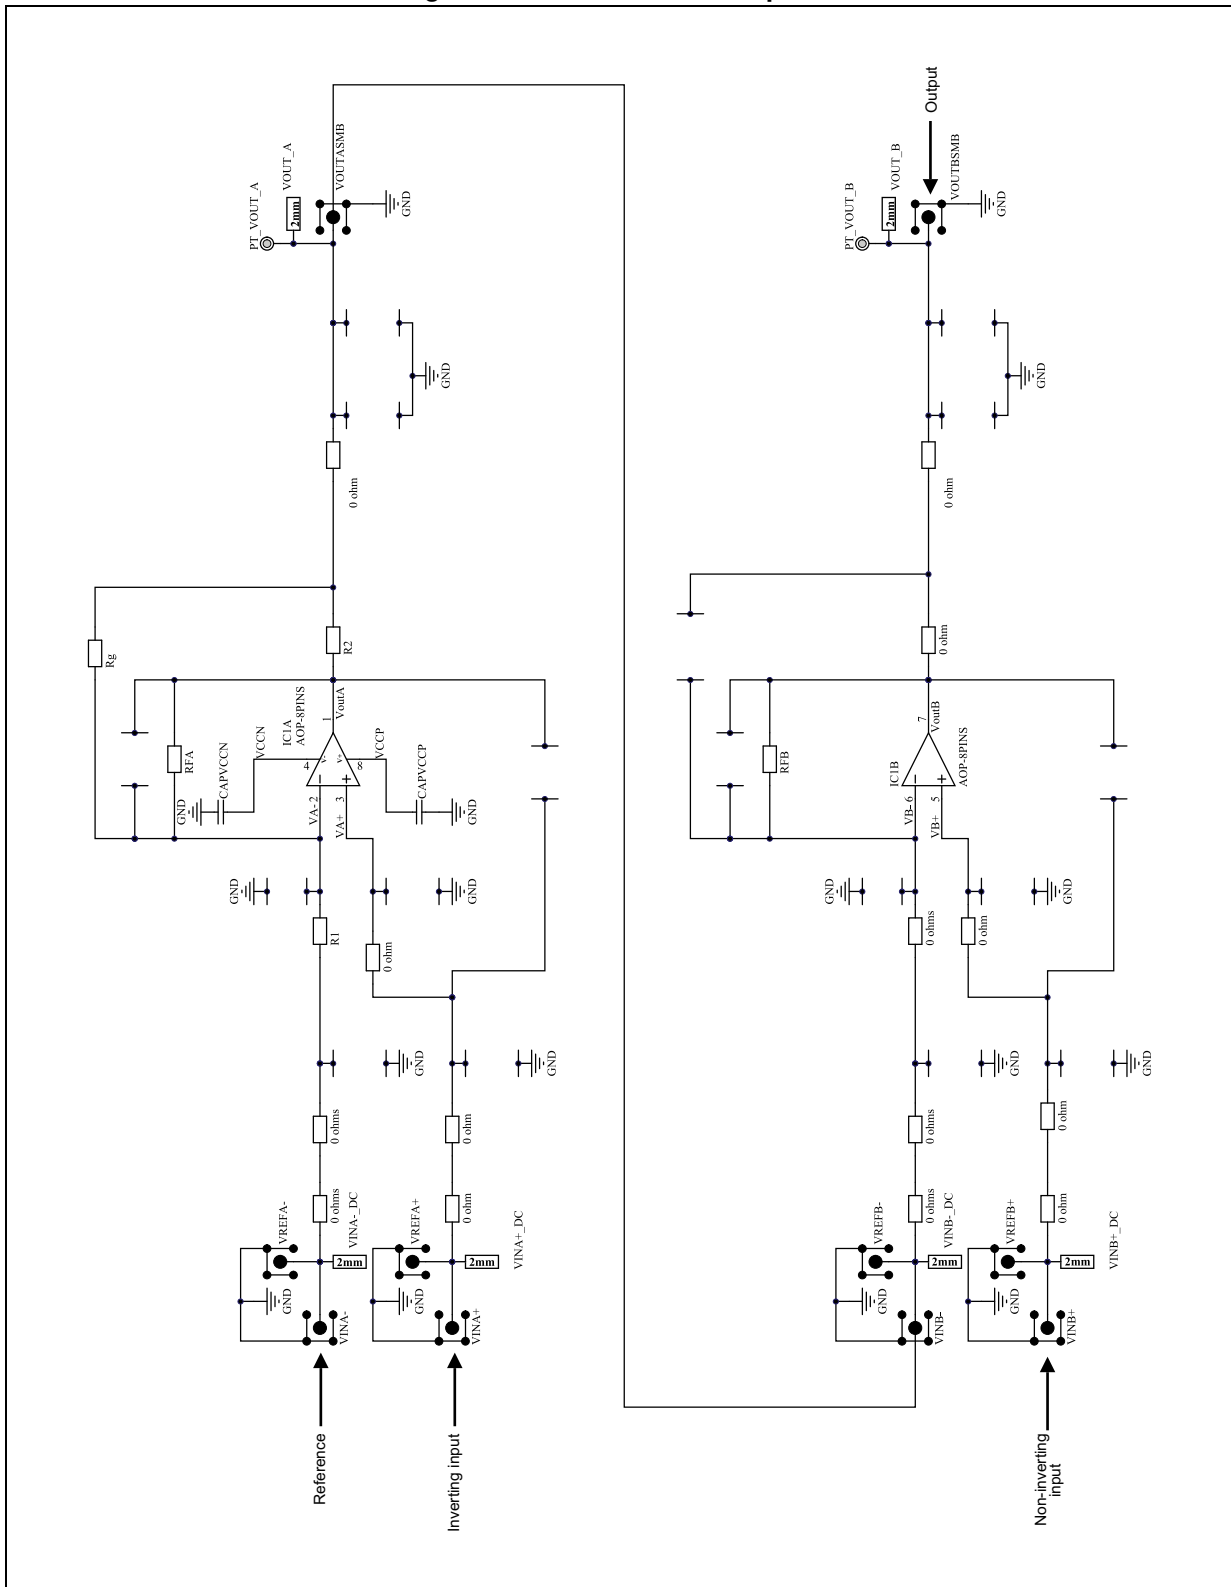 Output
PT_VOUT_A
2mm
VOUT_A
VOUTASMB
GND
GND
0 ohm
Rg
R2
RFA
CAPVCCN
GND
VCCN
IC1A
AOP-8PINS
4
V-
V+
8
1
VoutA
VCCP
VA-
2
3
VA+
CAPVCCP
GND
GND
GND
R1
0 ohm
GND
GND
0 ohms
0 ohm
0 ohms
0 ohm
VREFA-
VINA-_DC
2mm
VREFA+
VINA+_DC
2mm
GND
GND
VINA-
VINA+
Reference
Inverting input
PT_VOUT_B
2mm
VOUT_B
VOUTBSMB
GND
GND
0 ohm
0 ohm
RFB
IC1B
AOP-8PINS
7
VoutB
VB-
6
5
VB+
GND
GND
0 ohms
0 ohm
GND
GND
0 ohms
0 ohm
0 ohms
0 ohm
VREFB-
VINB-_DC
2mm
VREFB+
VINB+_DC
2mm
GND
GND
VINB-
VINB+
Non-inverting
input